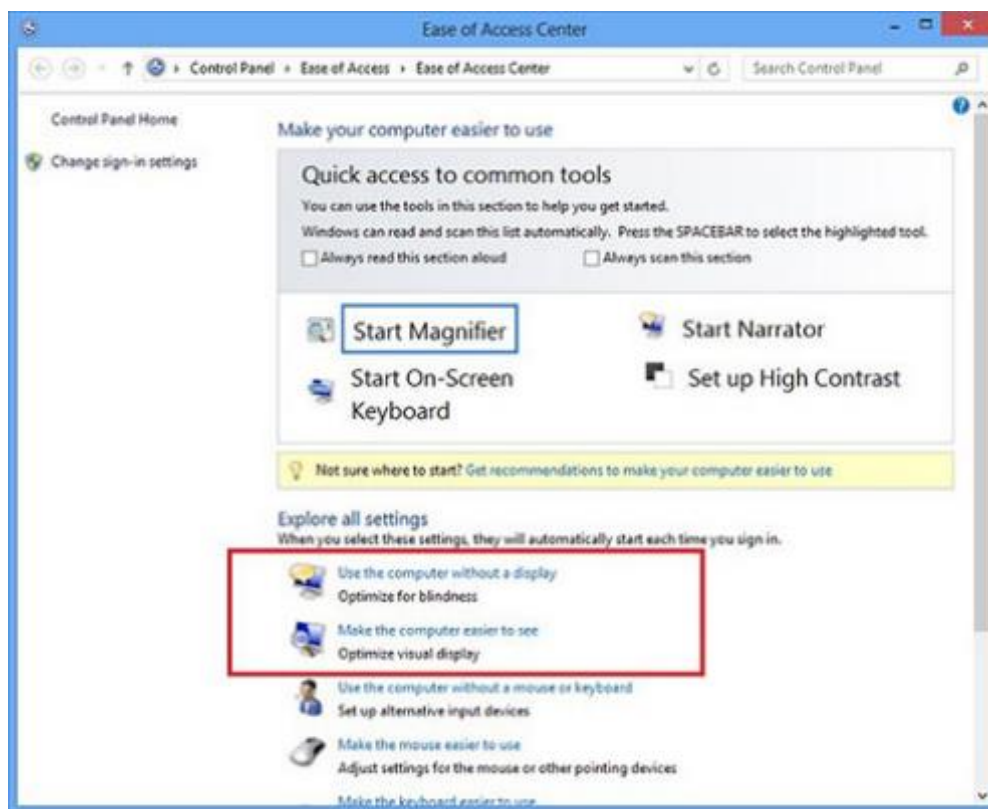 Ease of Access Center
Control Panel Ease of Access Ease of Access Center
Search Control Panel
Control Panel Home
Change sign-in settings
Make your computer easier to use
Quick access to common tools
You can use the tools in this section to help you get started.
Windows can read and scan this list automatically. Press the SPACEBAR to select the highlighted tool.
Always read this section aloud
Always scan this section
Start Magnifier
Start Narrator
Start On-Screen
Keyboard
Set up High Contrast
Not sure where to start? Get recommendations to make your computer easier to use
Explore all settings
When you select these settings, they will automatically start each time you sign in.
Use the computer without a display
Optimize for blindness
Make the computer easier to see
Optimize visual display
Use the computer without a mouse or keyboard
Set up alternative input devices
Make the mouse easier to use
Adjust settings for the mouse or other pointing devices
Make the keyboard easier to use